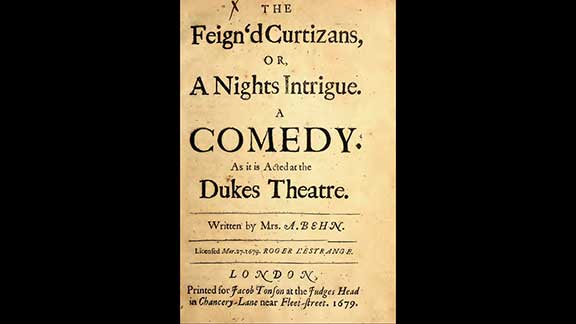 THE
Feign'd Curtizans,
OR,
A Nights Intrigue.
A
COMEDY:
As it is Acted at the
Dukes Theatre.
Written by Mrs. A. BEHN.
Licensed Mar. 27. 1679. ROGER L'ESTRANGE.
LONDON,
Printed for Jacob Tonson at the Judges Head
in Chancery-Lane near Fleet-street. 1679.